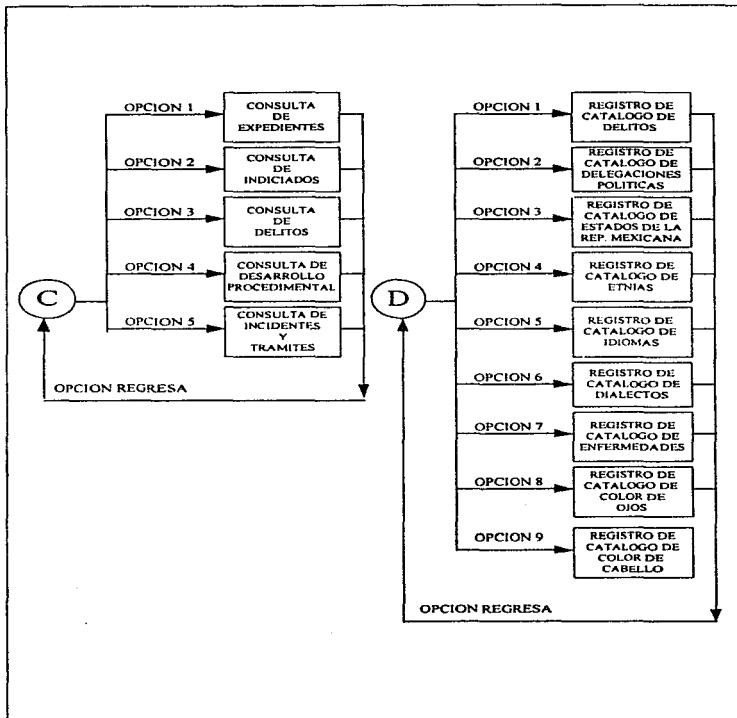 OPCION 1
CONSULTA
DE
EXPEDIENTES
OPCION 2
CONSULTA
DE
INDICIADOS
OPCION 3
CONSULTA
DE
DELITOS
C
OPCION 4
CONSULTA DE
DESARROLLO
PROCEDIMENTAL
OPCION 5
CONSULTA DE
INCIDENTES
Y
TRAMITES
OPCION REGRESA
OPCION 1
REGISTRO DE
CATALOGO DE
DELITOS
OPCION 2
REGISTRO DE
CATALOGO DE
DELEGACIONES
POLITICAS
OPCION 3
REGISTRO DE
CATALOGO DE
ESTADOS DE LA
REP. MEXICANA
D
OPCION 4
REGISTRO DE
CATALOGO DE
ETNIAS
OPCION 5
REGISTRO DE
CATALOGO DE
IDIOMAS
OPCION 6
REGISTRO DE
CATALOGO DE
DIALECTOS
OPCION 7
REGISTRO DE
CATALOGO DE
ENFERMEDADES
OPCION 8
REGISTRO DE
CATALOGO DE
COLOR DE
OJOS
OPCION 9
REGISTRO DE
CATALOGO DE
COLOR DE
CABELLO
OPCION REGRESA